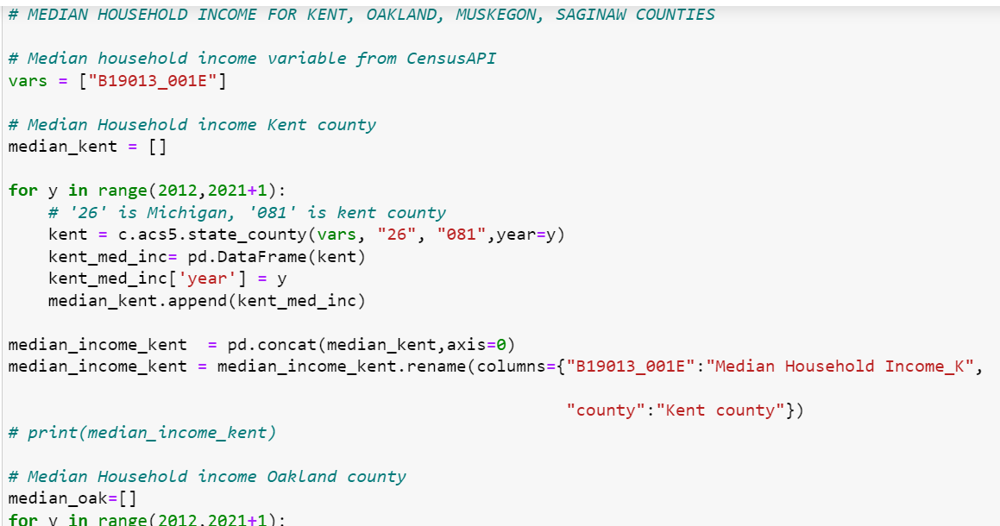 # MEDIAN HOUSEHOLD INCOME FOR KENT, OAKLAND, MUSKEGON, SAGINAW COUNTIES
# Median household income variable from CensusAPI
vars = ["B19013_001E"]
# Median Household income Kent county
median_kent = []
for y in range(2012,2021+1):
    # '26' is Michigan, '081' is kent county
    kent = c.acs5.state_county(vars, "26", "081",year=y)
    kent_med_inc= pd.DataFrame(kent)
    kent_med_inc['year'] = y
    median_kent.append(kent_med_inc)
median_income_kent  = pd.concat(median_kent,axis=0)
median_income_kent = median_income_kent.rename(columns={"B19013_001E":"Median Household Income_K",
                                                        "county":"Kent county"})
# print(median_income_kent)
# Median Household income Oakland county
median_oak=[]
for y in range(2012,2021+1):